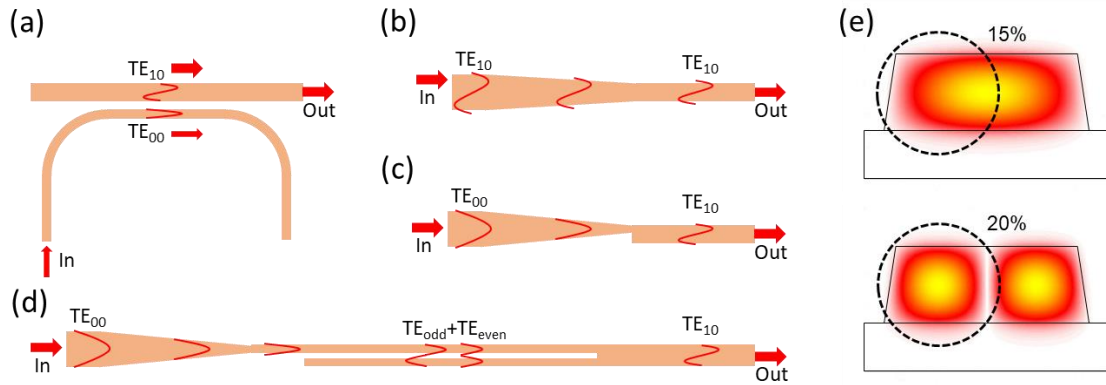 (a)
TE10
Out
TE00
In
(b)
TE10
In
TE10
Out
(c)
TE00
In
TE10
Out
(d)
TE00
In
TEodd+TEeven
TE10
Out
(e)
15%
20%